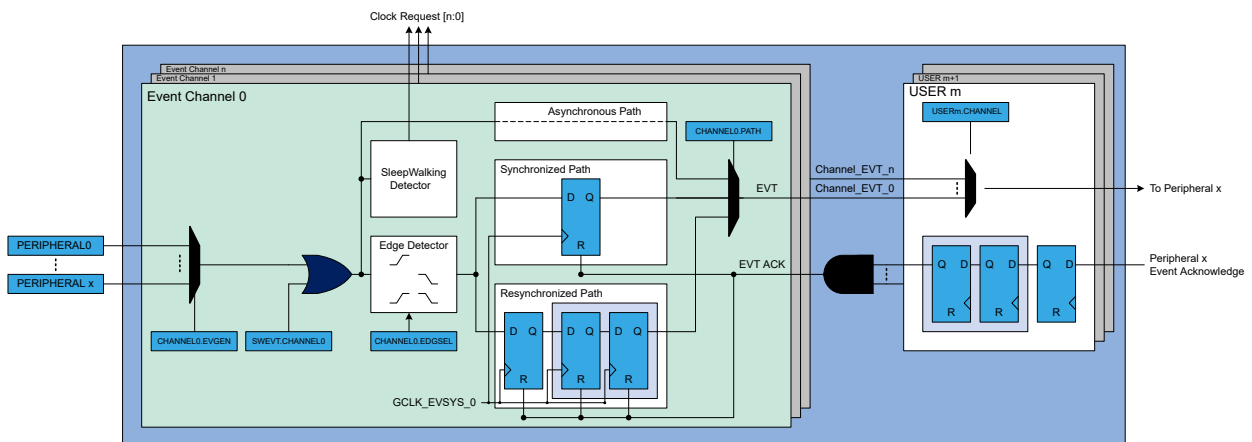 Clock Request [n:0]
Event Channel n
Event Channel 1
Event Channel 0
USER m+1
USER m
Asynchronous Path
CHANNEL0.PATH
USERm.CHANNEL
SleepWalking
Detector
Synchronized Path
D Q
R
EVT
Channel_EVT_n
Channel_EVT_0
To Peripheral x
PERIPHERAL0
PERIPHERAL x
Edge Detector
EVT ACK
Q D
R
Q D
R
Q D
R
Peripheral x
Event Acknowledge
Resynchronized Path
D Q
R
D Q
R
D Q
R
CHANNEL0.EVGEN
SWEVT.CHANNEL0
CHANNEL0.EDGSEL
GCLK_EVSYS_0